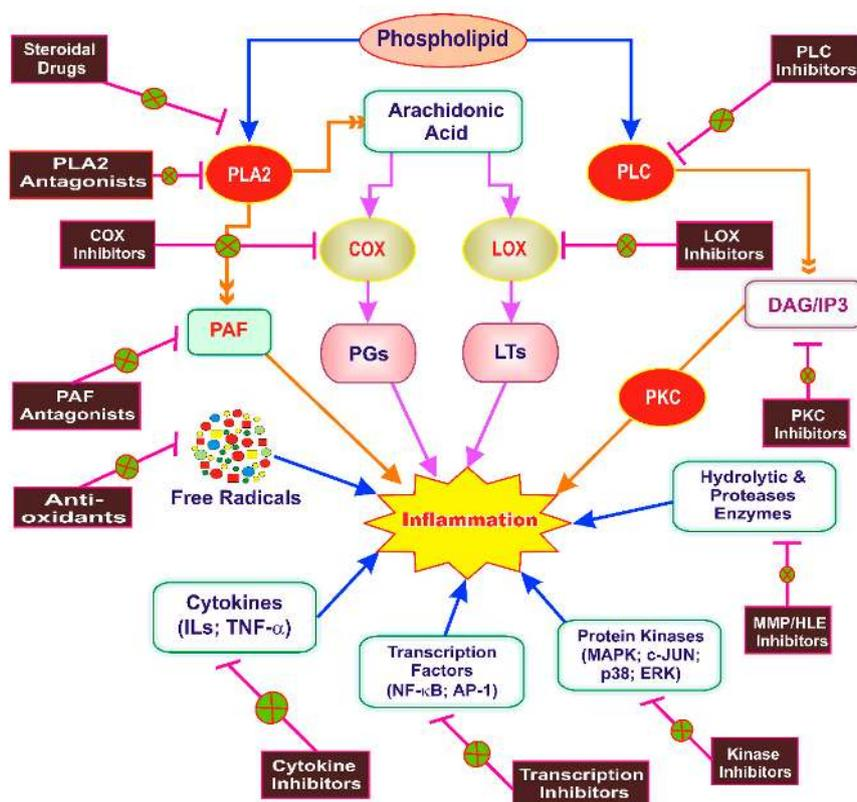 Phospholipid
Steroidal
Drugs
PLC
Inhibitors
Arachidonic
Acid
PLA2
Antagonists
PLA2
PLC
COX
Inhibitors
COX
LOX
LOX
Inhibitors
DAG/IP3
PAF
PGs
LTs
PKC
PAF
Antagonists
PKC
Inhibitors
Anti-
oxidants
Free Radicals
Hydrolytic &
Proteases
Enzymes
Inflammation
Cytokines
(ILs; TNF-α)
Transcription
Factors
(NF-κB; AP-1)
Protein Kinases
(MAPK; c-JUN;
p38; ERK)
MMP/HLE
Inhibitors
Cytokine
Inhibitors
Transcription
Inhibitors
Kinase
Inhibitors